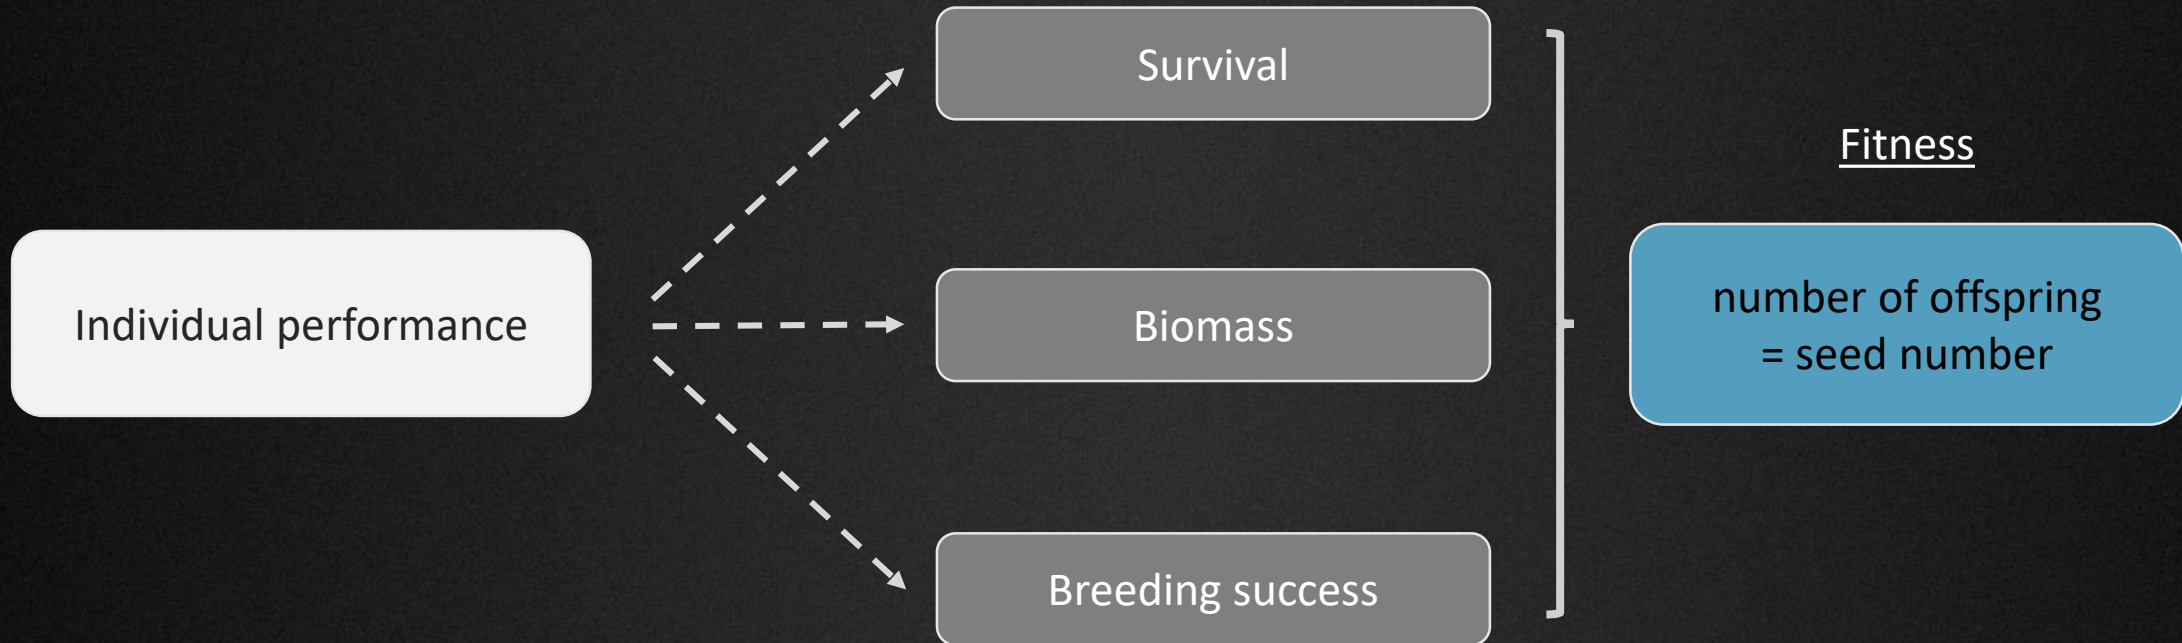 Individual performance
Survival
Biomass
Breeding success
Fitness
number of offspring
= seed number